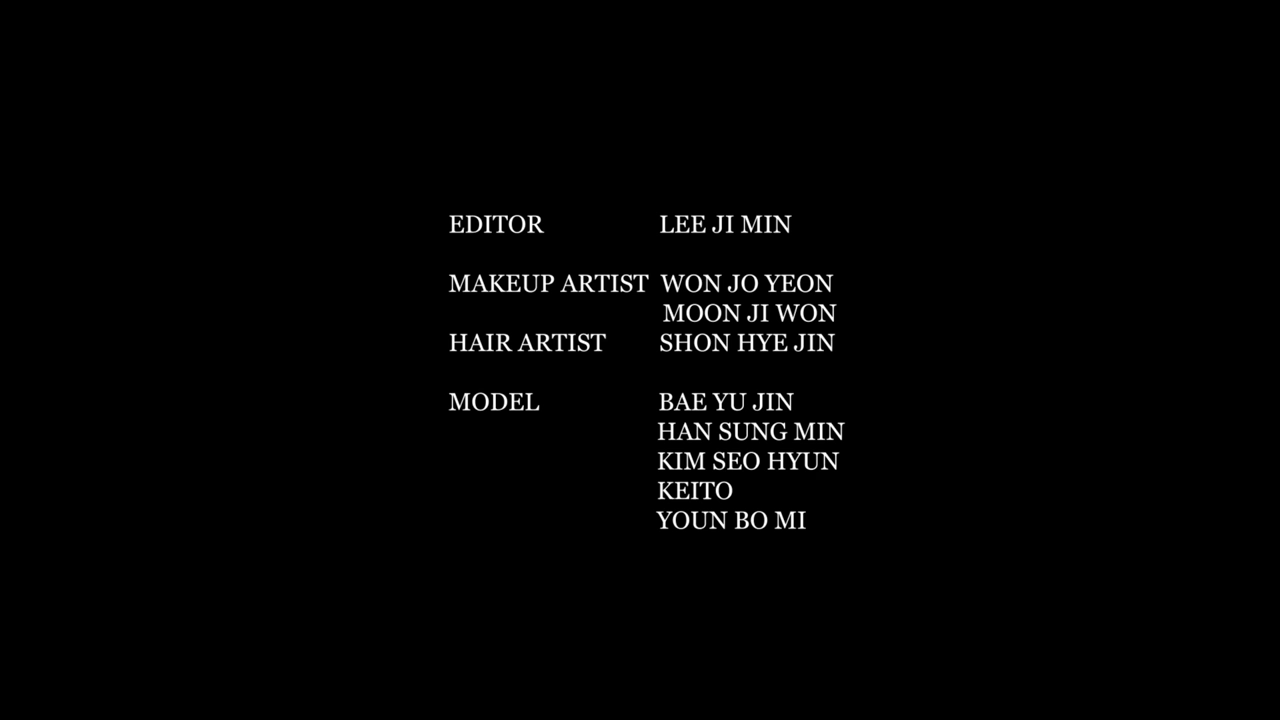 EDITOR LEE JI MIN
MAKEUP ARTIST WON JO YEON
MOON JI WON
HAIR ARTIST SHON HYE JIN
MODEL BAE YU JIN
HAN SUNG MIN
KIM SEO HYUN
KEITO
YOUN BO MI